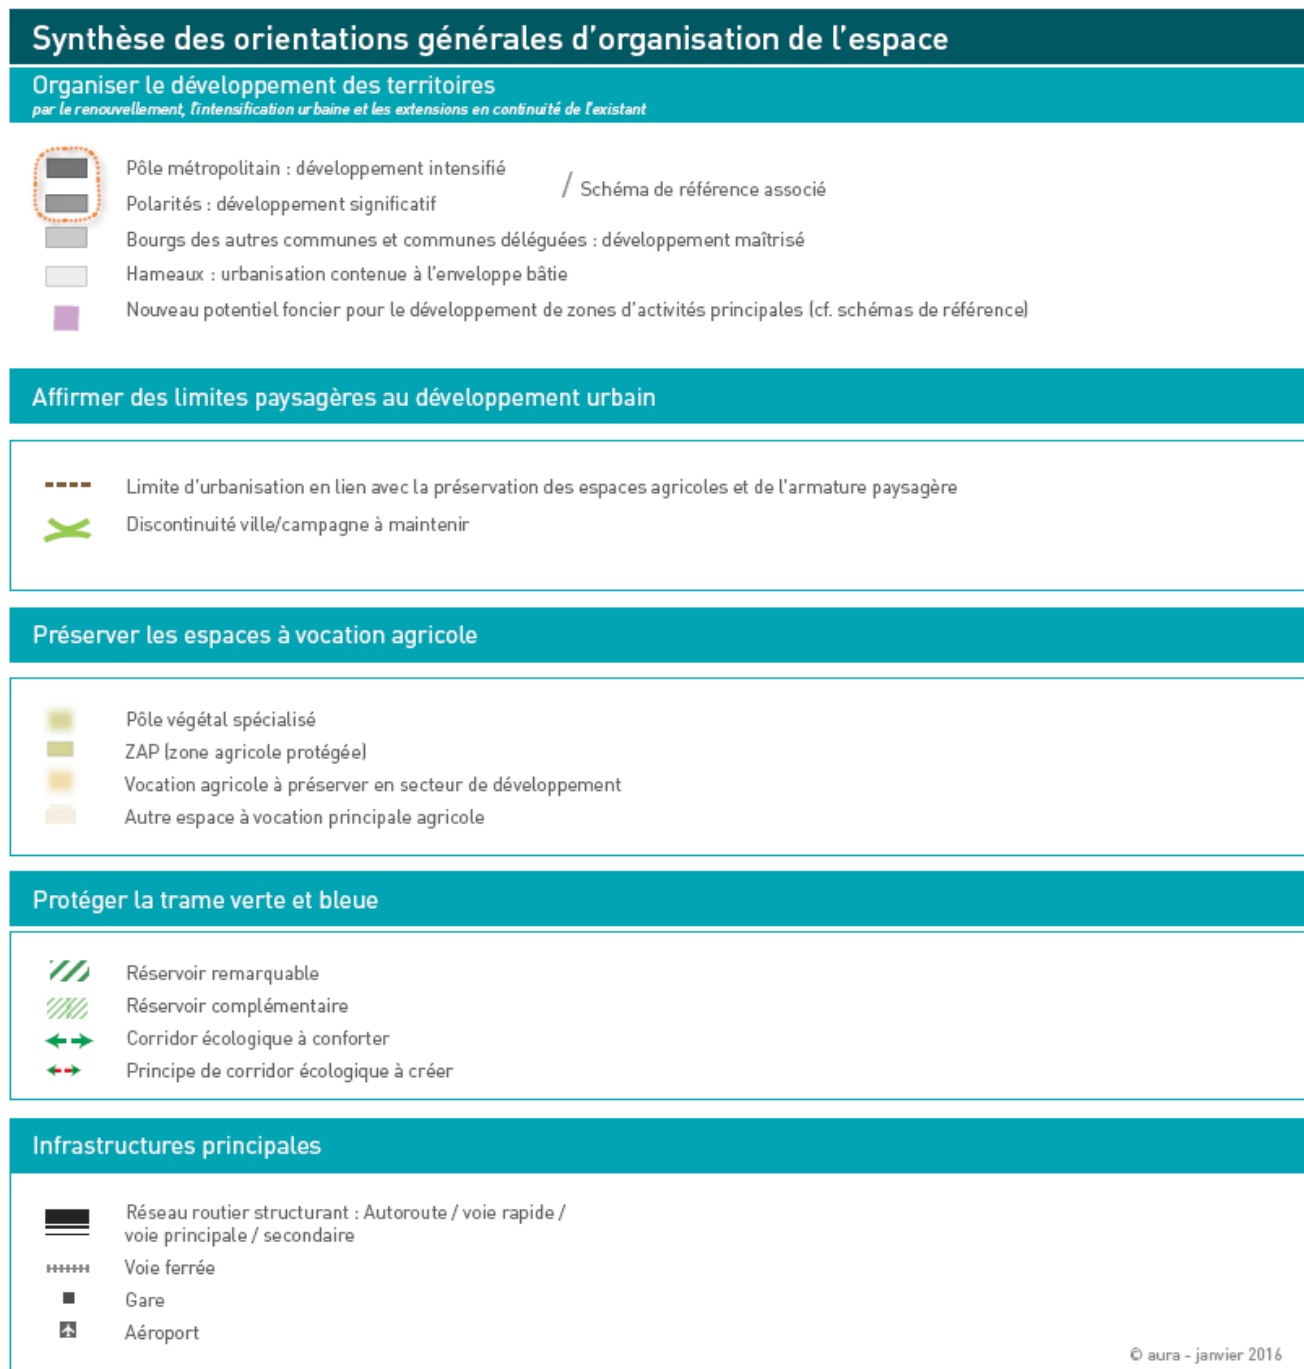 Synthèse des orientations générales d'organisation de l'espace
Organiser le développement des territoires
par le renouvellement, l'intensification urbaine et les extensions en continuité de l'existant
Pôle métropolitain : développement intensifié
/ Schéma de référence associé
Polarités : développement significatif
Bourgs des autres communes et communes déléguées : développement maîtrisé
Hameaux : urbanisation contenue à l'enveloppe bâtie
Nouveau potentiel foncier pour le développement de zones d'activités principales (cf. schémas de référence)
Affirmer des limites paysagères au développement urbain
Limite d'urbanisation en lien avec la préservation des espaces agricoles et de l'armature paysagère
Discontinuité ville/campagne à maintenir
Préserver les espaces à vocation agricole
Pôle végétal spécialisé
ZAP (zone agricole protégée)
Vocation agricole à préserver en secteur de développement
Autre espace à vocation principale agricole
Protéger la trame verte et bleue
Réservoir remarquable
Réservoir complémentaire
Corridor écologique à conforter
Principe de corridor écologique à créer
Infrastructures principales
Réseau routier structurant : Autoroute / voie rapide /
voie principale / secondaire
Voie ferrée
Gare
Aéroport
© aura - janvier 2016